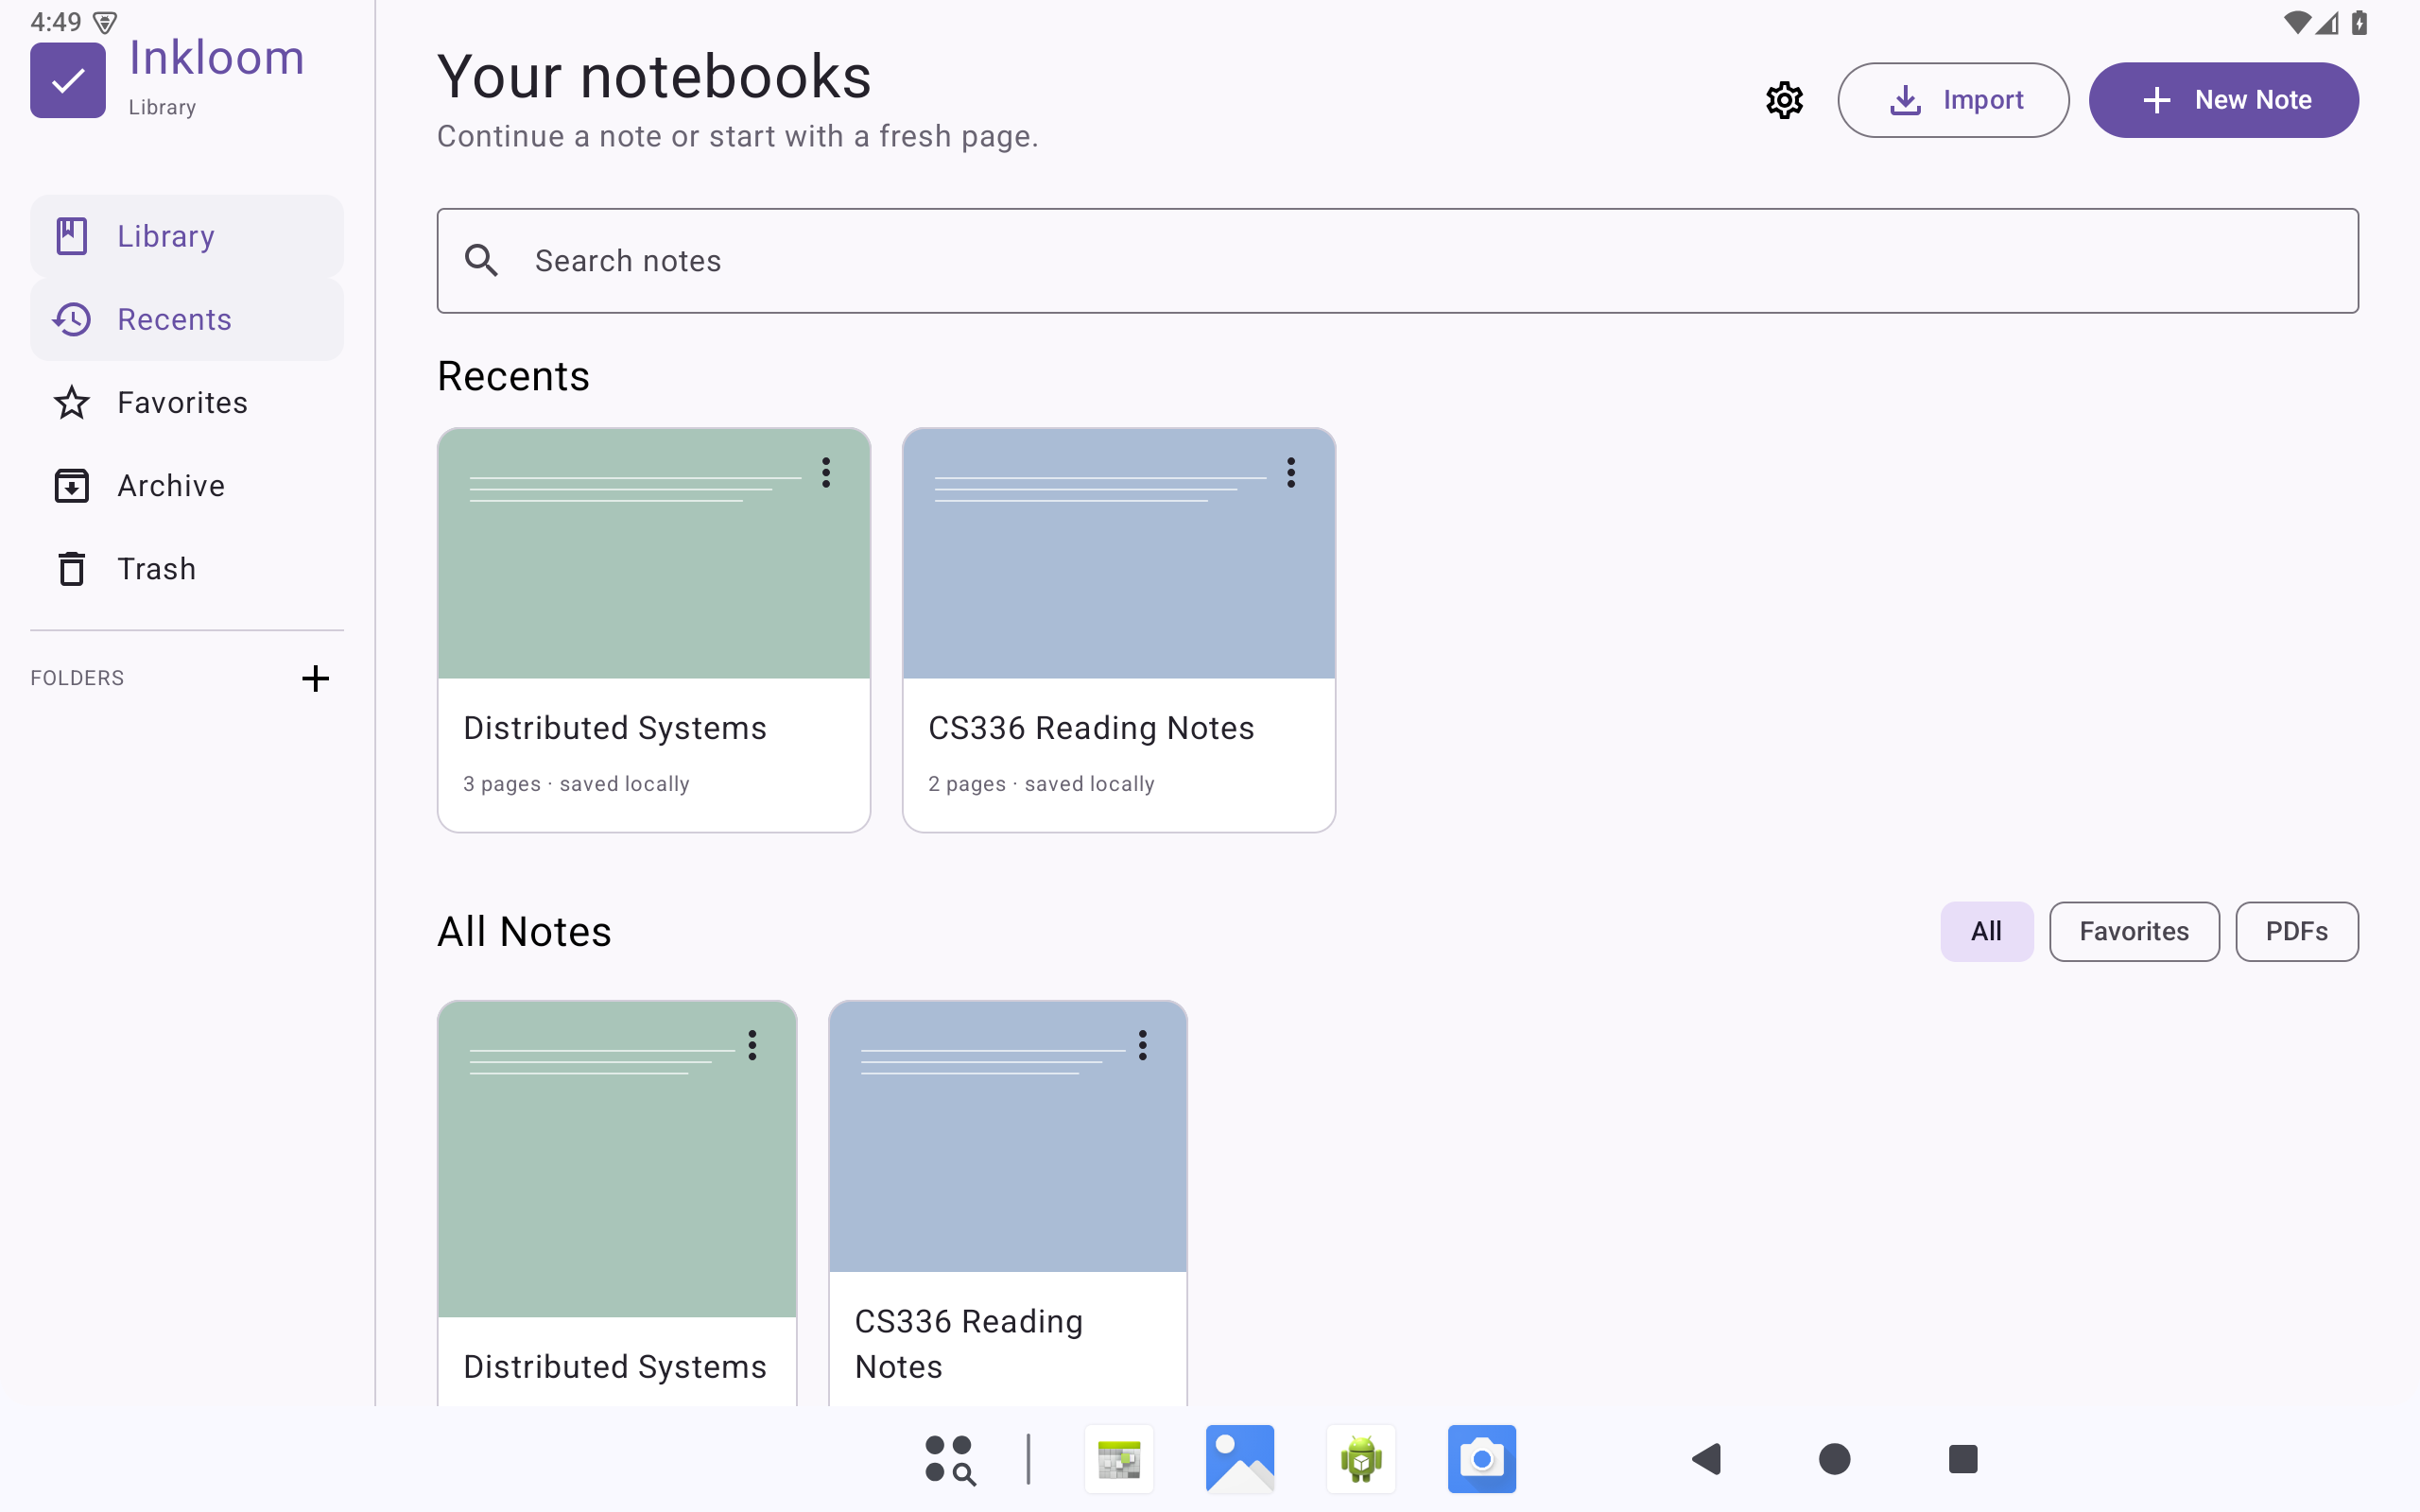 4:49
Inkloom
Library
Library
Recents
Favorites
Archive
Trash
FOLDERS
Your notebooks
Continue a note or start with a fresh page.
Import
New Note
Search notes
Recents
Distributed Systems
3 pages · saved locally
CS336 Reading Notes
2 pages · saved locally
All Notes
All
Favorites
PDFs
Distributed Systems
CS336 Reading
Notes